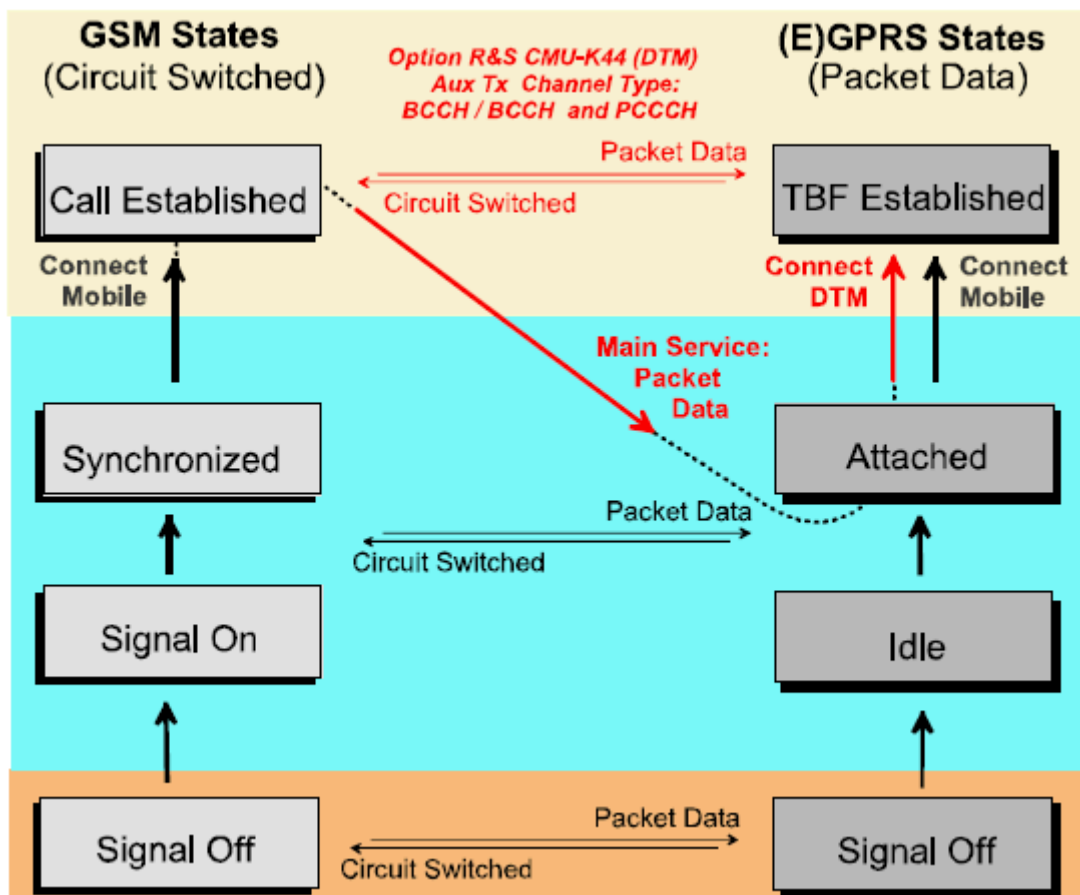 GSM States
(Circuit Switched)
Option R&S CMU-K44 (DTM)
Aux Tx Channel Type:
BCCH / BCCH and PCCCH
(E)GPRS States
(Packet Data)
Call Established
Packet Data
Circuit Switched
TBF Established
Connect
Mobile
Connect
DTM
Connect
Mobile
Main Service:
Packet
Data
Synchronized
Attached
Packet Data
Circuit Switched
Signal On
Idle
Signal Off
Packet Data
Circuit Switched
Signal Off